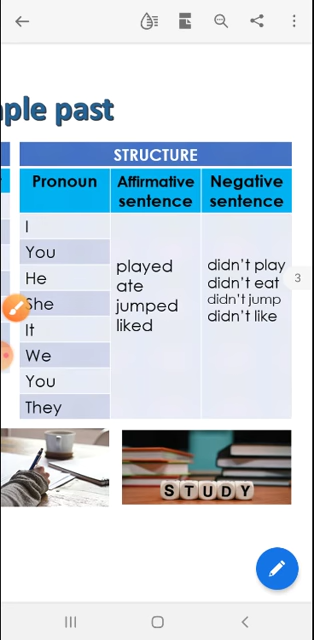 ple past
STRUCTURE
Pronoun
Affirmative
sentence
Negative
sentence
I
You
He
She
It
We
You
They
played
ate
jumped
liked
didn't play
didn't eat
didn't jump
didn't like
3
STUDY